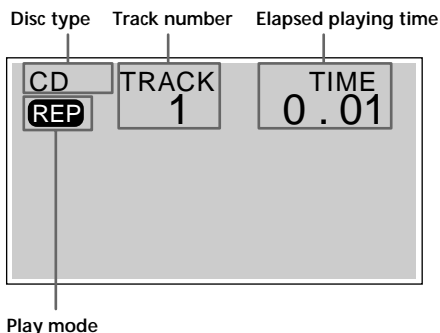 Disc type Track number Elapsed playing time
CD TRACK TIME
REP 1 0 . 01
Play mode